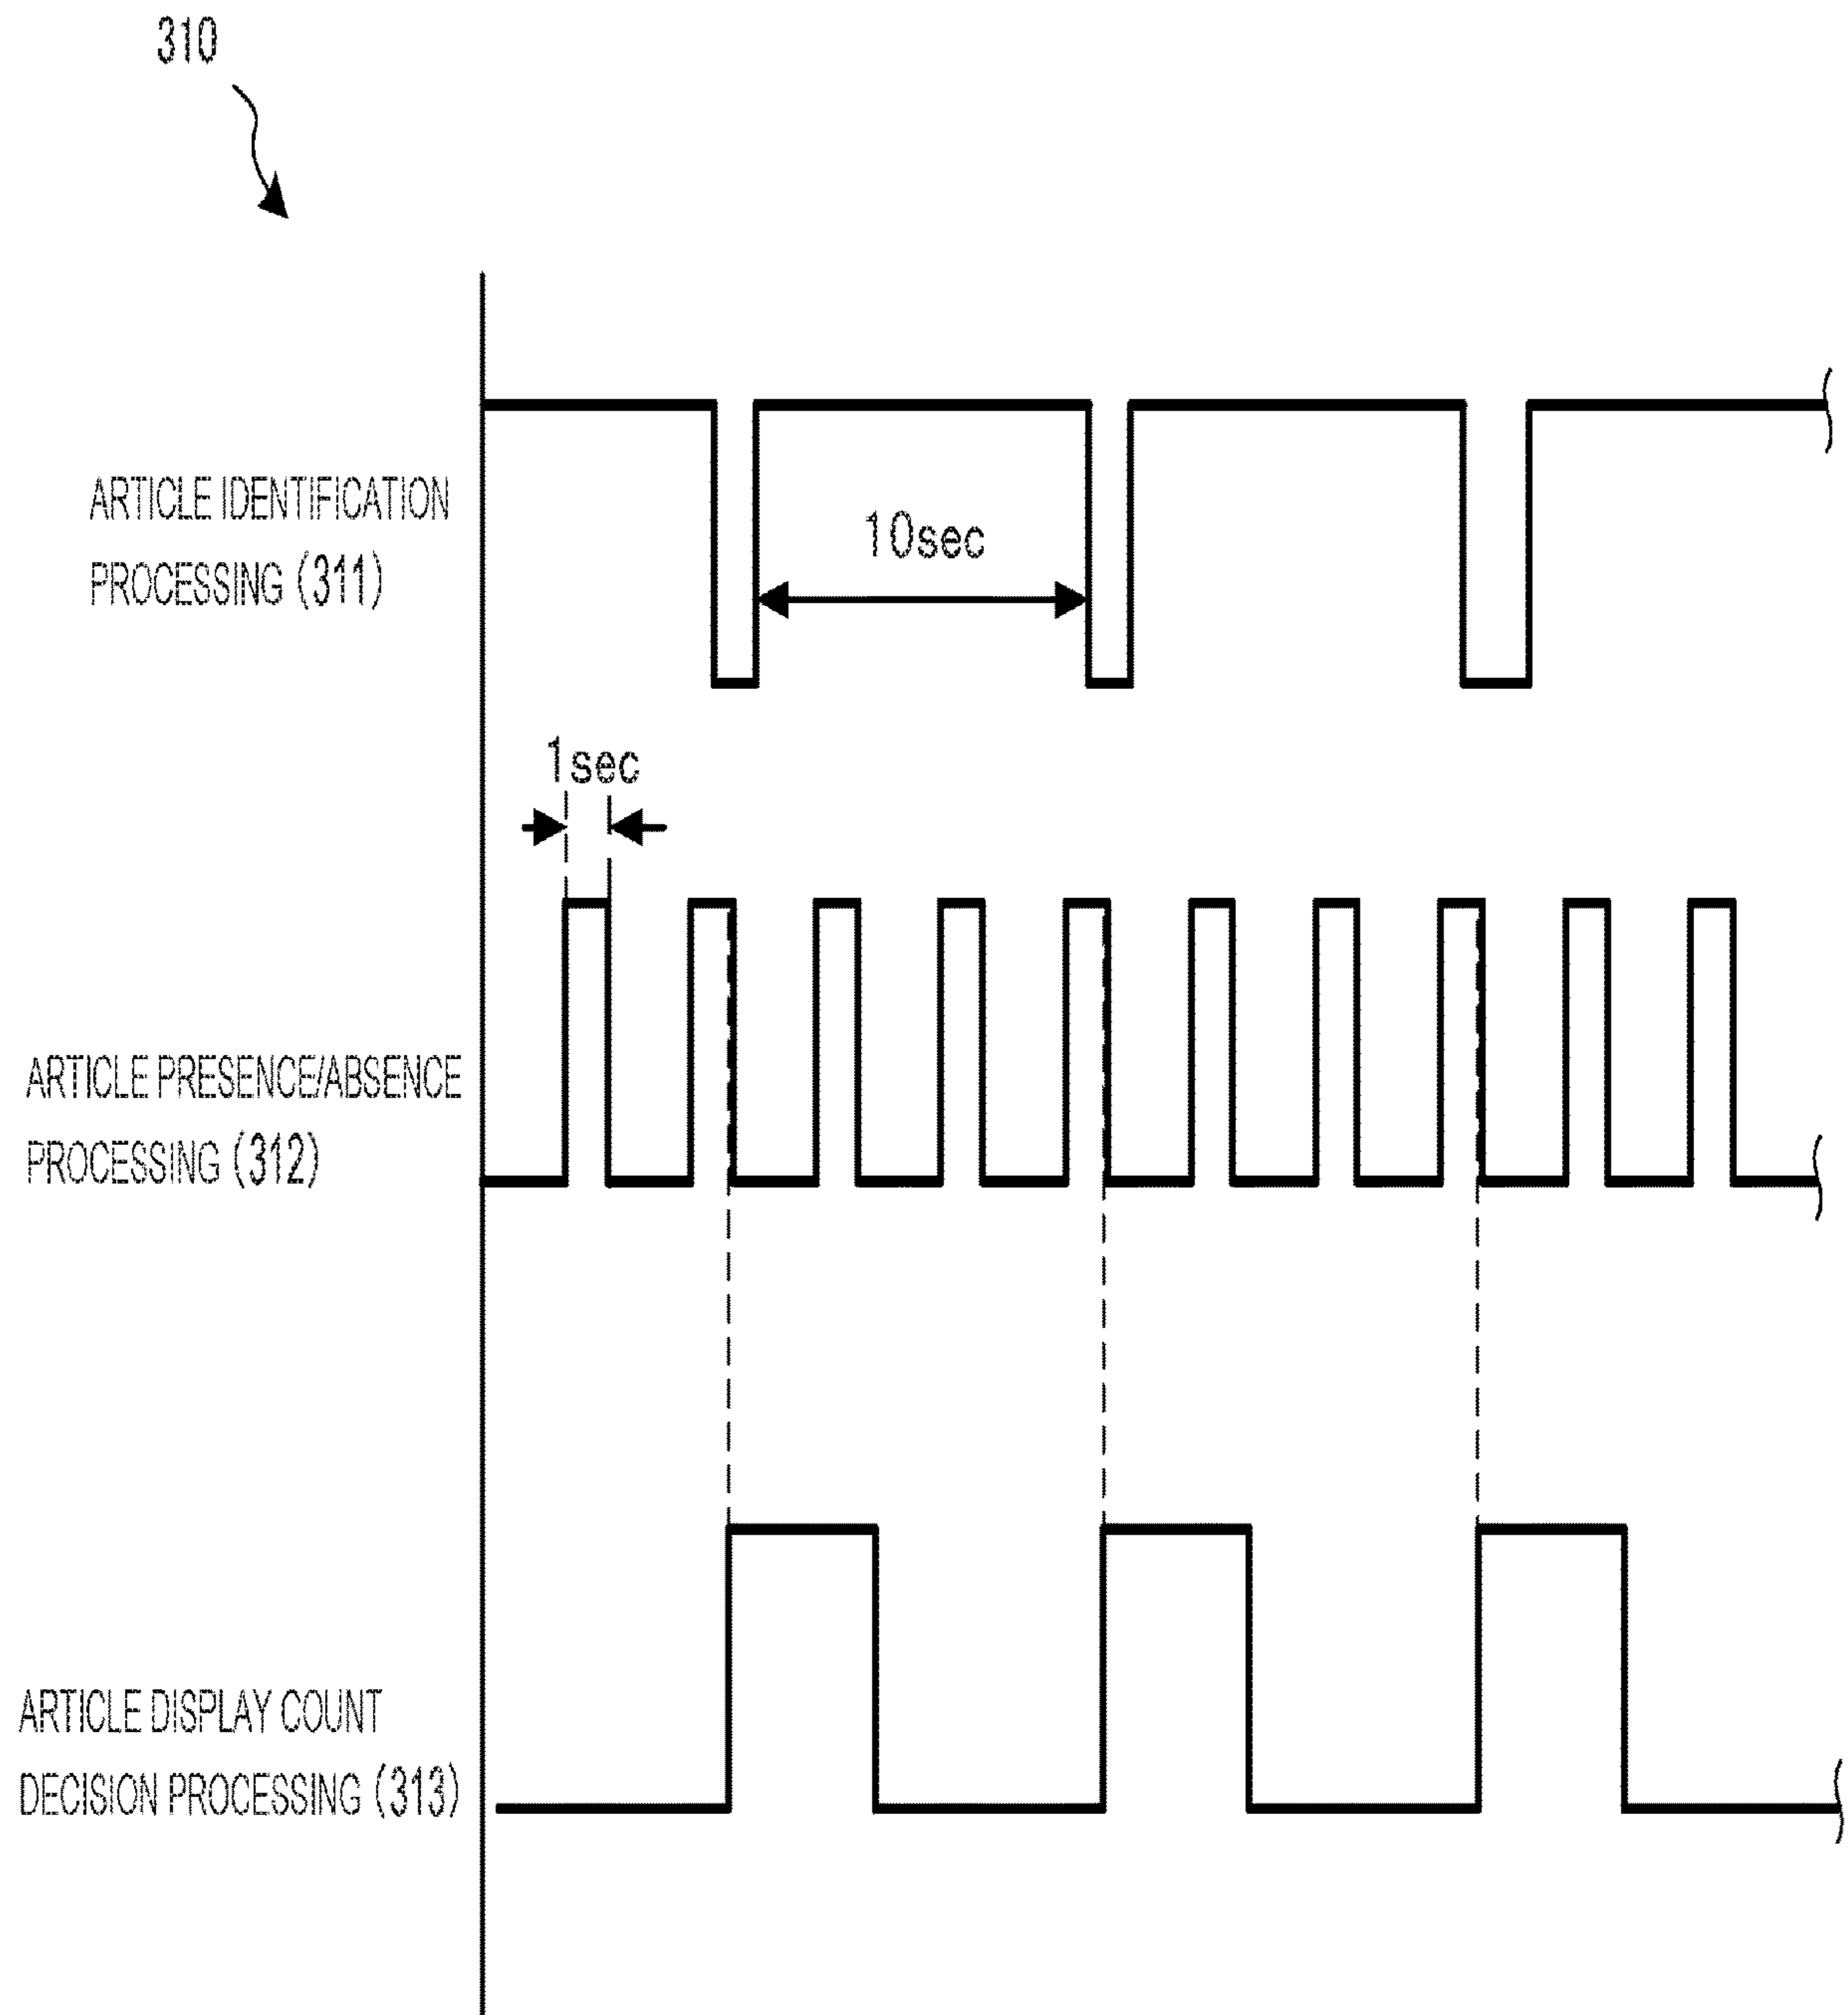 310
ARTICLE IDENTIFICATION
PROCESSING (311)
10sec
1sec
ARTICLE PRESENCE/ABSENCE
PROCESSING (312)
ARTICLE DISPLAY COUNT
DECISION PROCESSING (313)